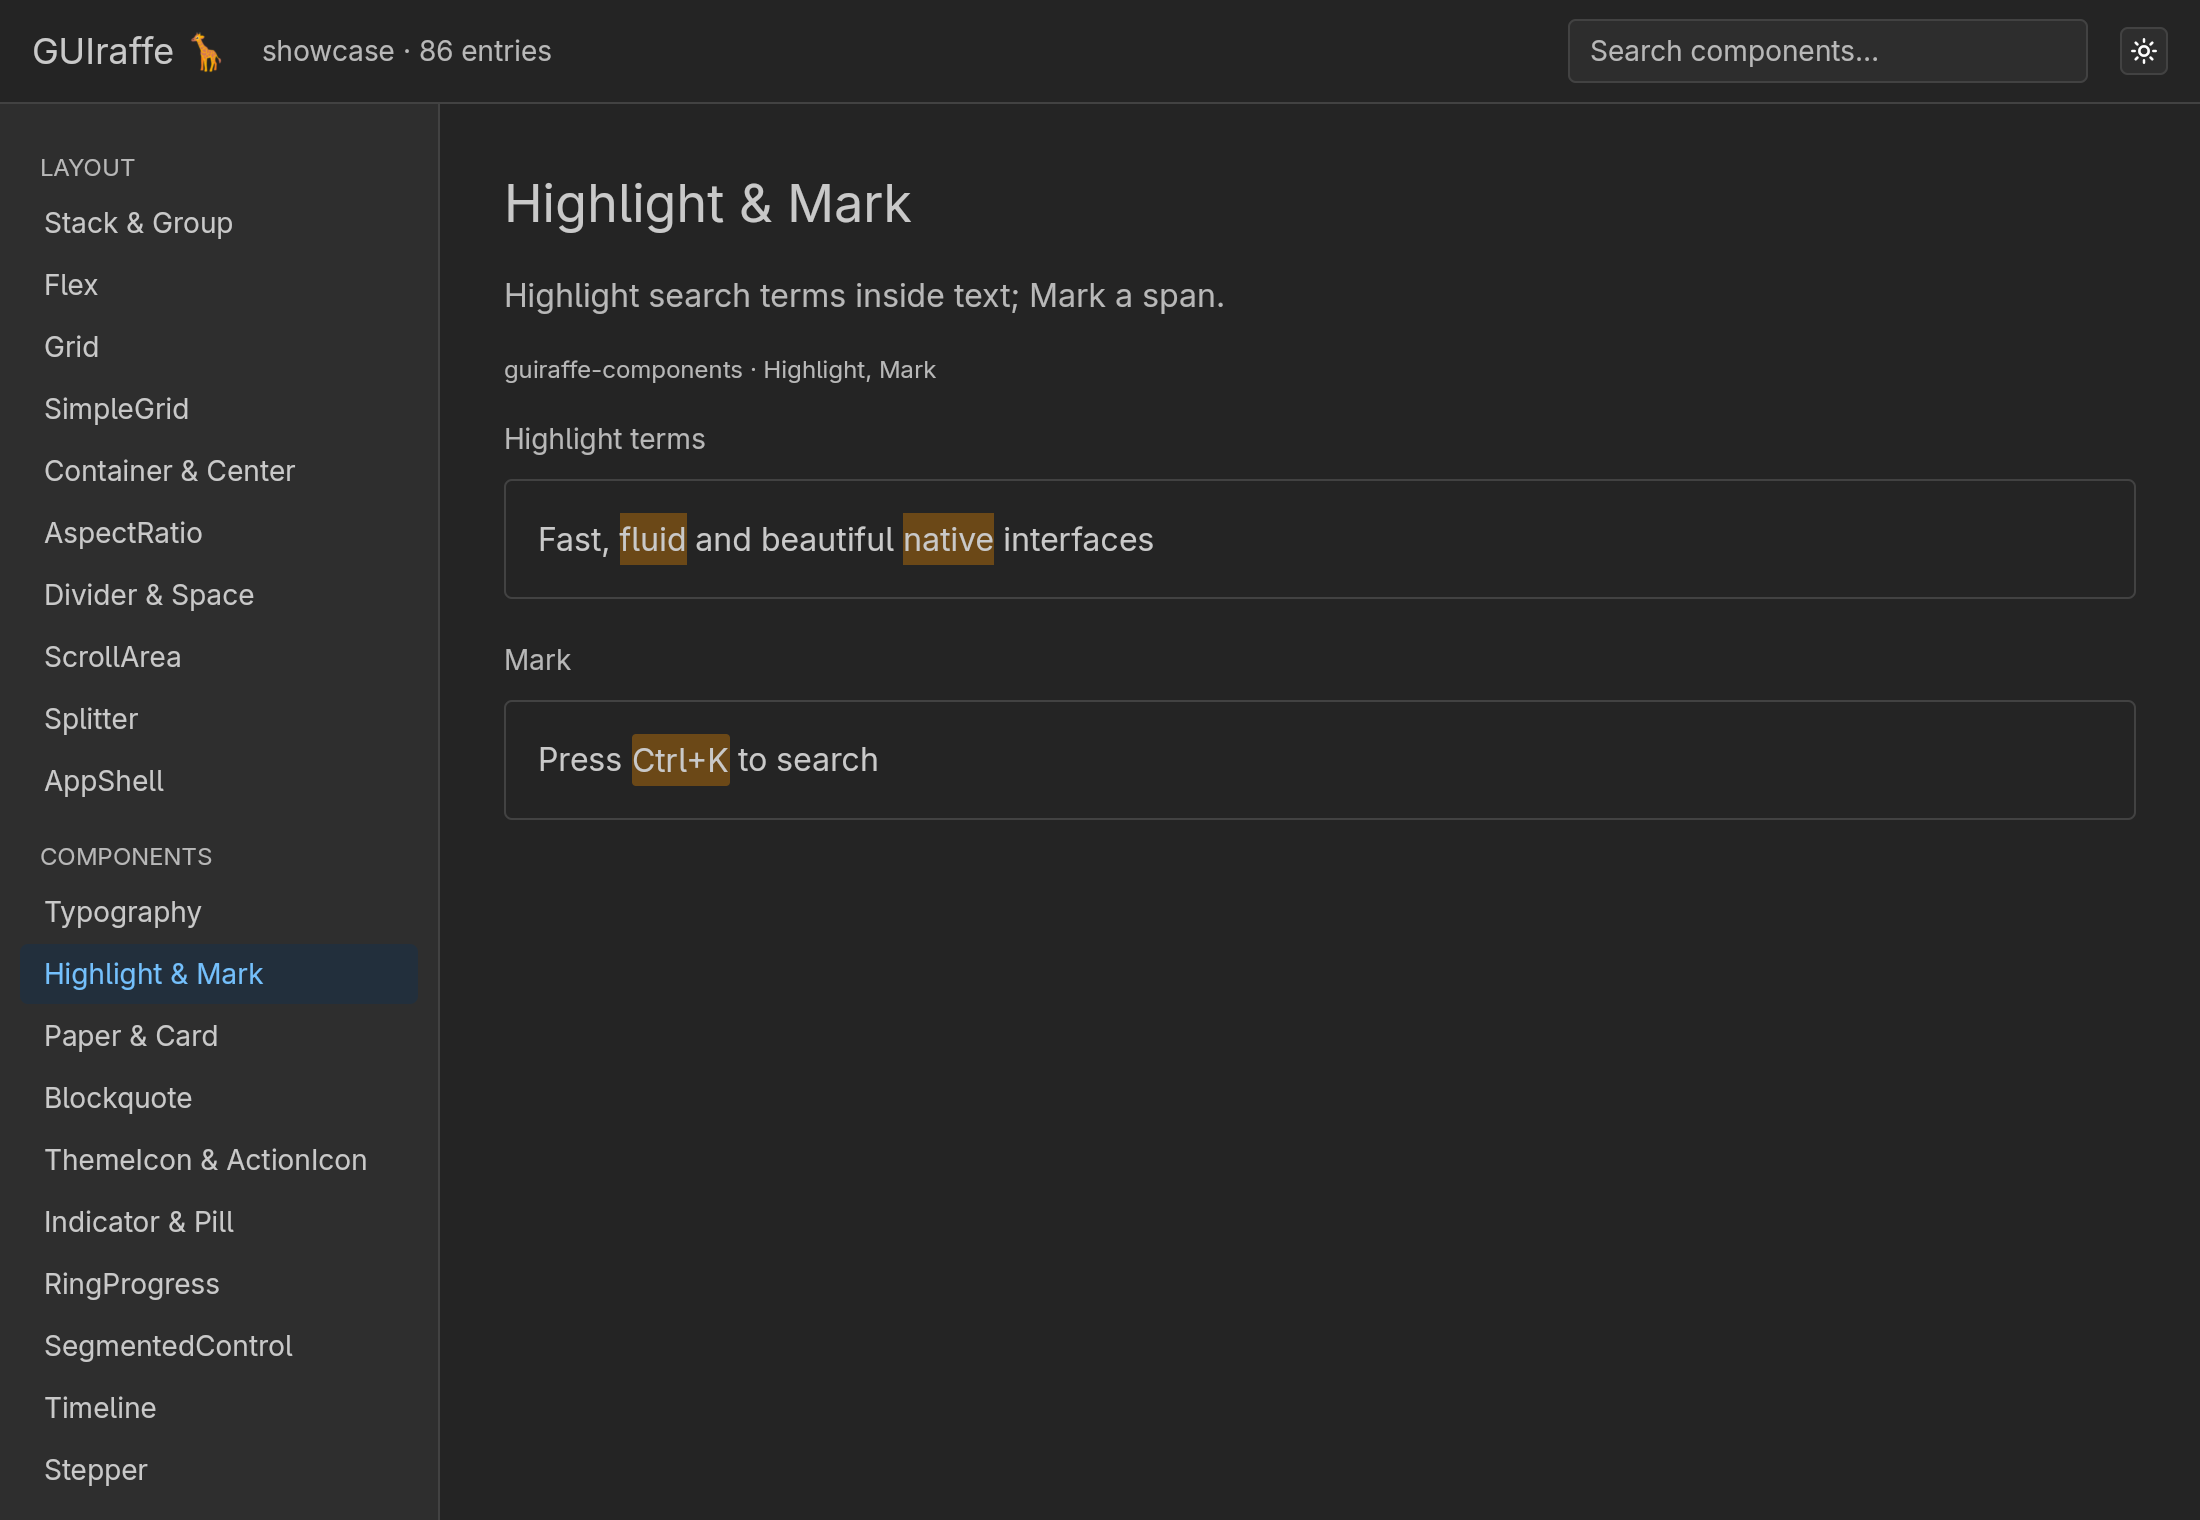 GUIraffe 🦒 showcase · 86 entries
Search components...
LAYOUT
Stack & Group
Flex
Grid
SimpleGrid
Container & Center
AspectRatio
Divider & Space
ScrollArea
Splitter
AppShell
COMPONENTS
Typography
Highlight & Mark
Paper & Card
Blockquote
ThemeIcon & ActionIcon
Indicator & Pill
RingProgress
SegmentedControl
Timeline
Stepper
Highlight & Mark
Highlight search terms inside text; Mark a span.
guiraffe-components · Highlight, Mark
Highlight terms
Fast, fluid and beautiful native interfaces
Mark
Press Ctrl+K to search